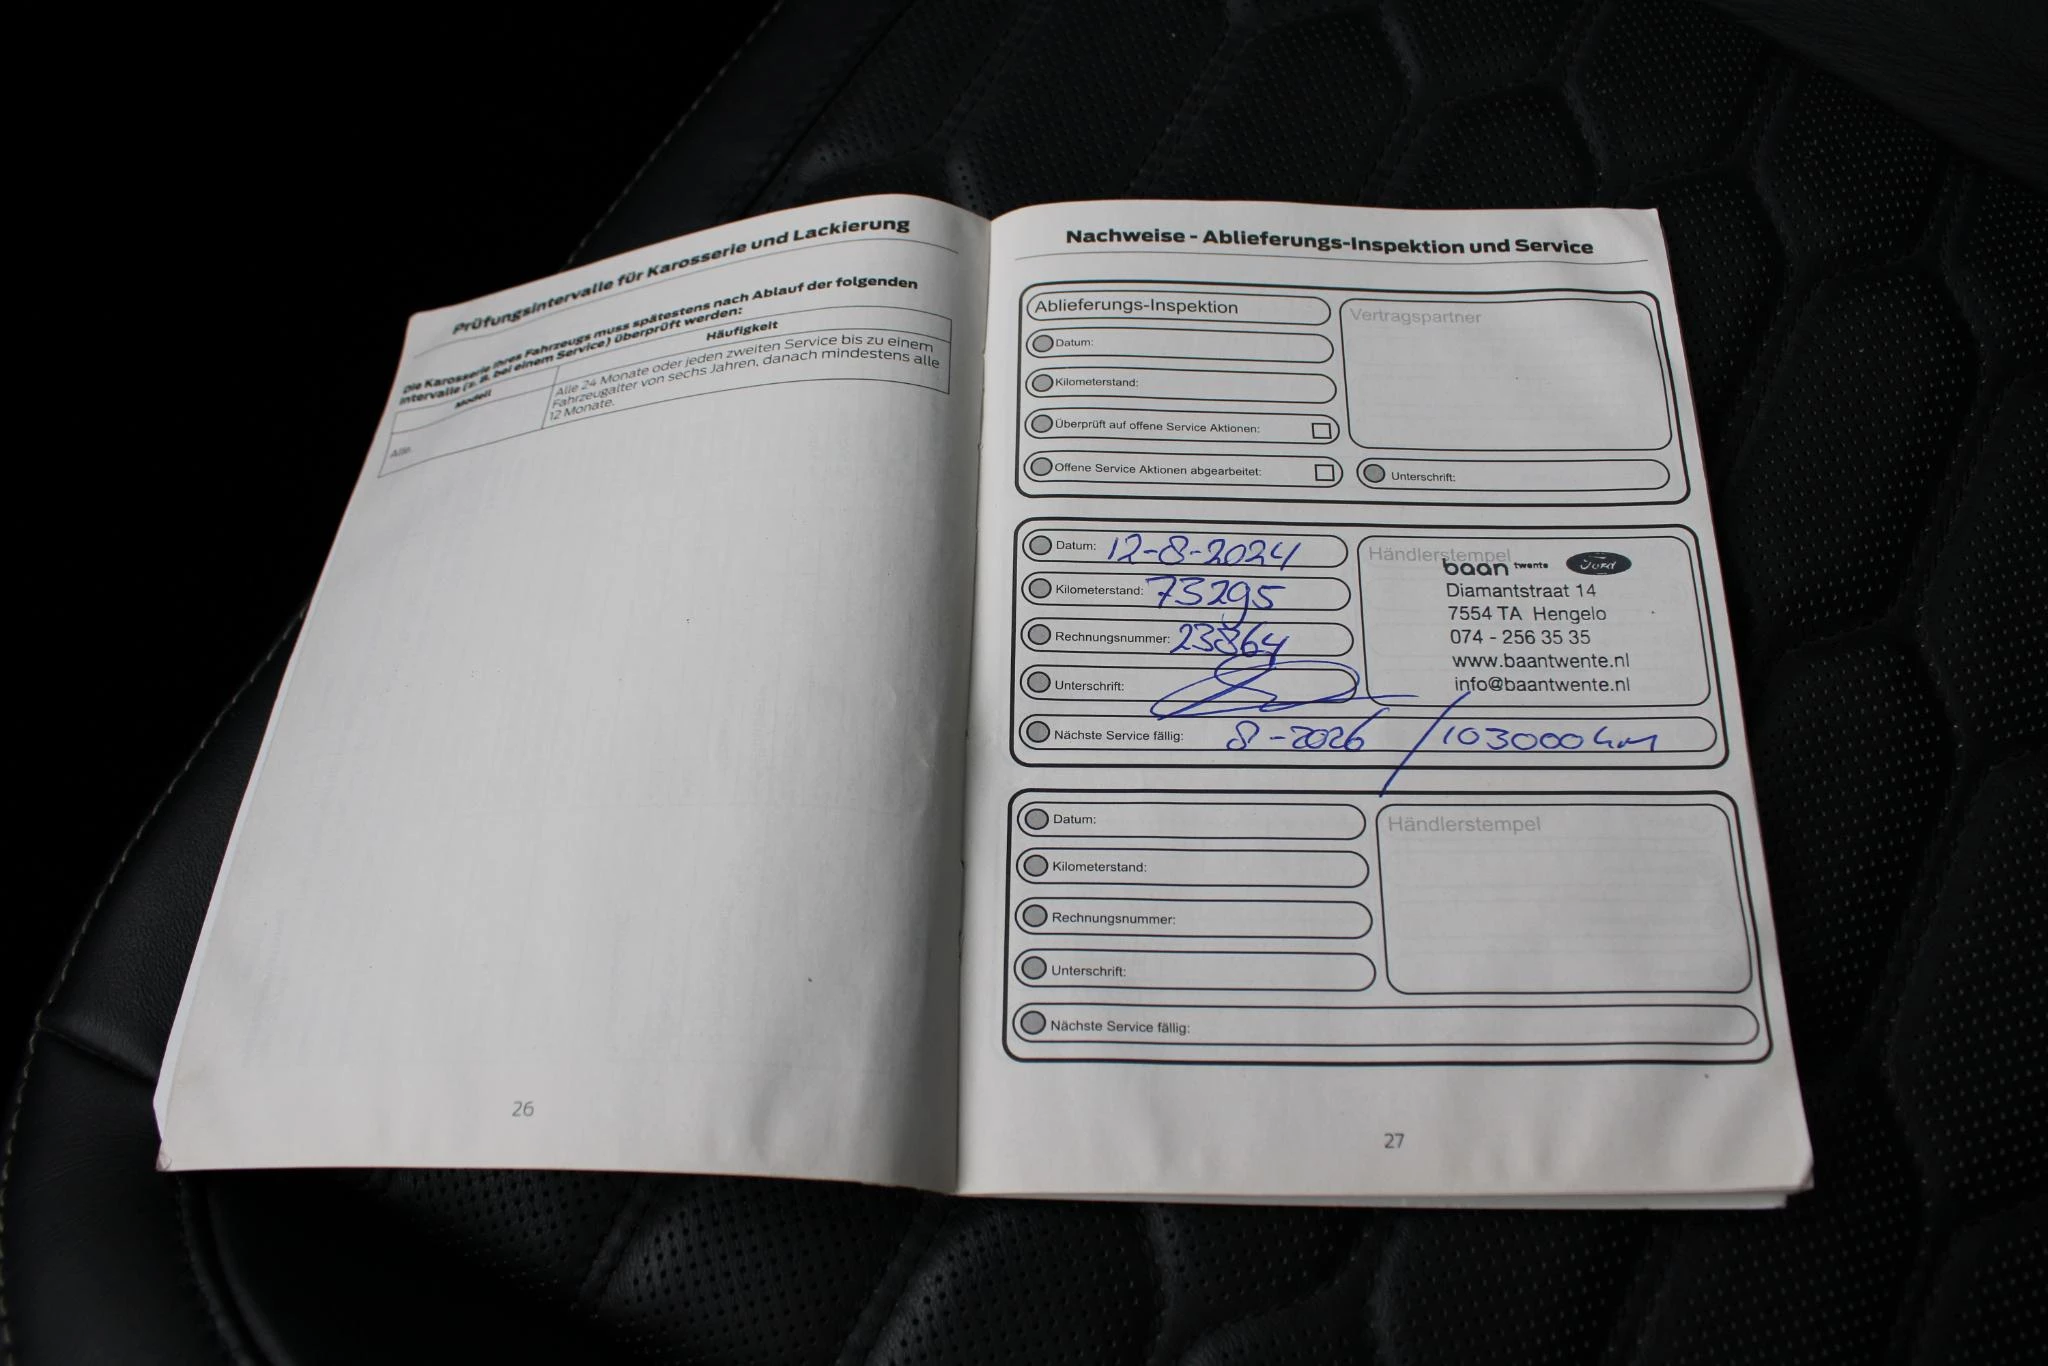 Prüfungsintervalle für Karosserie und Lackierung
Die Karosserie Ihres Fahrzeugs muss spätestens nach Ablauf der folgenden
Intervalle (z. B. bei einem Service) überprüft werden:
Modell
Häufigkeit
Alle.
Alle 24 Monate oder jeden zweiten Service bis zu einem
Fahrzeugalter von sechs Jahren, danach mindestens alle
12 Monate.
26
Nachweise - Ablieferungs-Inspektion und Service
Ablieferungs-Inspektion
Datum:
Kilometerstand:
Überprüft auf offene Service Aktionen:
Offene Service Aktionen abgearbeitet:
Vertragspartner
Unterschrift:
Datum: 12-8-2024
Kilometerstand: 73295
Rechnungsnummer: 23864
Unterschrift:
Händlerstempel
baan twente Ford
Diamantstraat 14
7554 TA Hengelo
074 - 256 35 35
www.baantwente.nl
info@baantwente.nl
Nächste Service fällig: 8-2026 / 103000 km
Datum:
Kilometerstand:
Rechnungsnummer:
Unterschrift:
Händlerstempel
Nächste Service fällig:
27